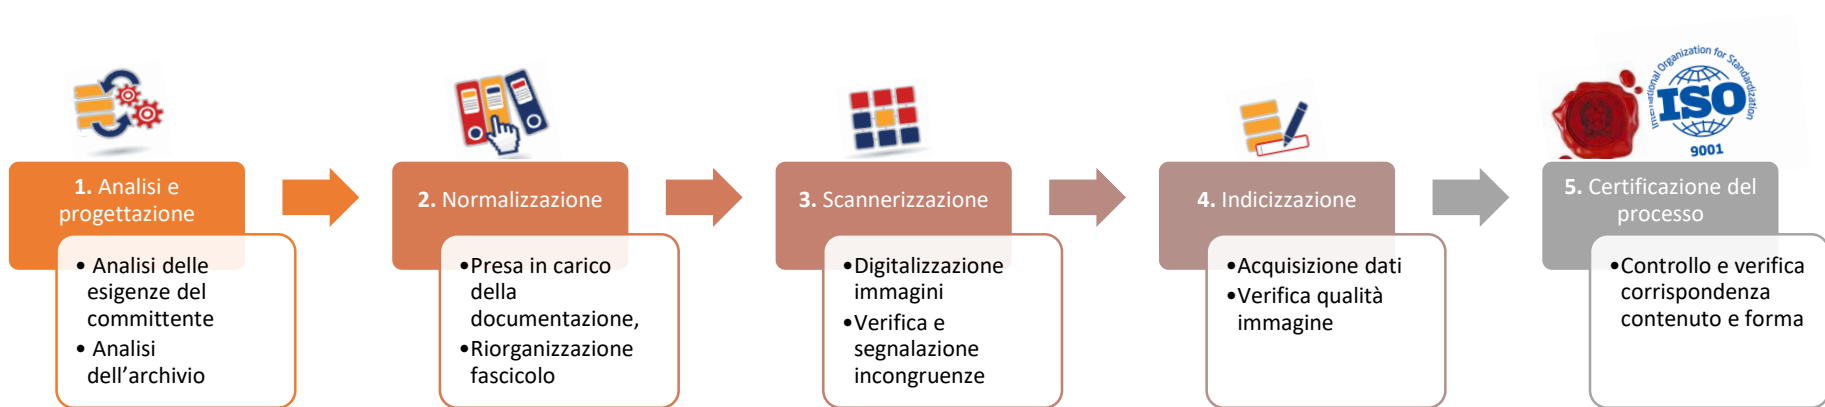 International Organization for Standardization
ISO
9001
1. Analisi e
progettazione
• Analisi delle
esigenze del
committente
• Analisi
dell’archivio
2. Normalizzazione
•Presa in carico
della
documentazione,
•Riorganizzazione
fascicolo
3. Scannerizzazione
•Digitalizzazione
immagini
•Verifica e
segnalazione
incongruenze
4. Indicizzazione
•Acquisizione dati
•Verifica qualità
immagine
5. Certificazione del
processo
•Controllo e verifica
corrispondenza
contenuto e forma